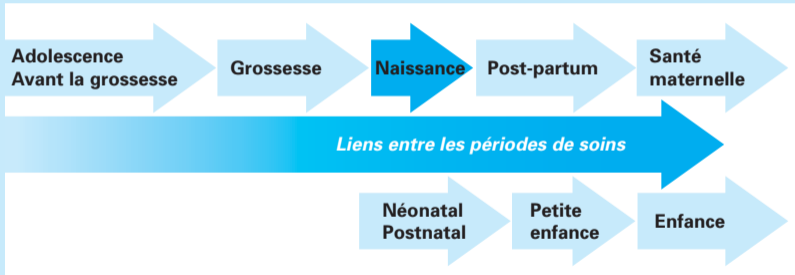 Adolescence
Avant la grossesse
Grossesse
Naissance
Post-partum
Santé
maternelle
Liens entre les périodes de soins
Néonatal
Postnatal
Petite
enfance
Enfance